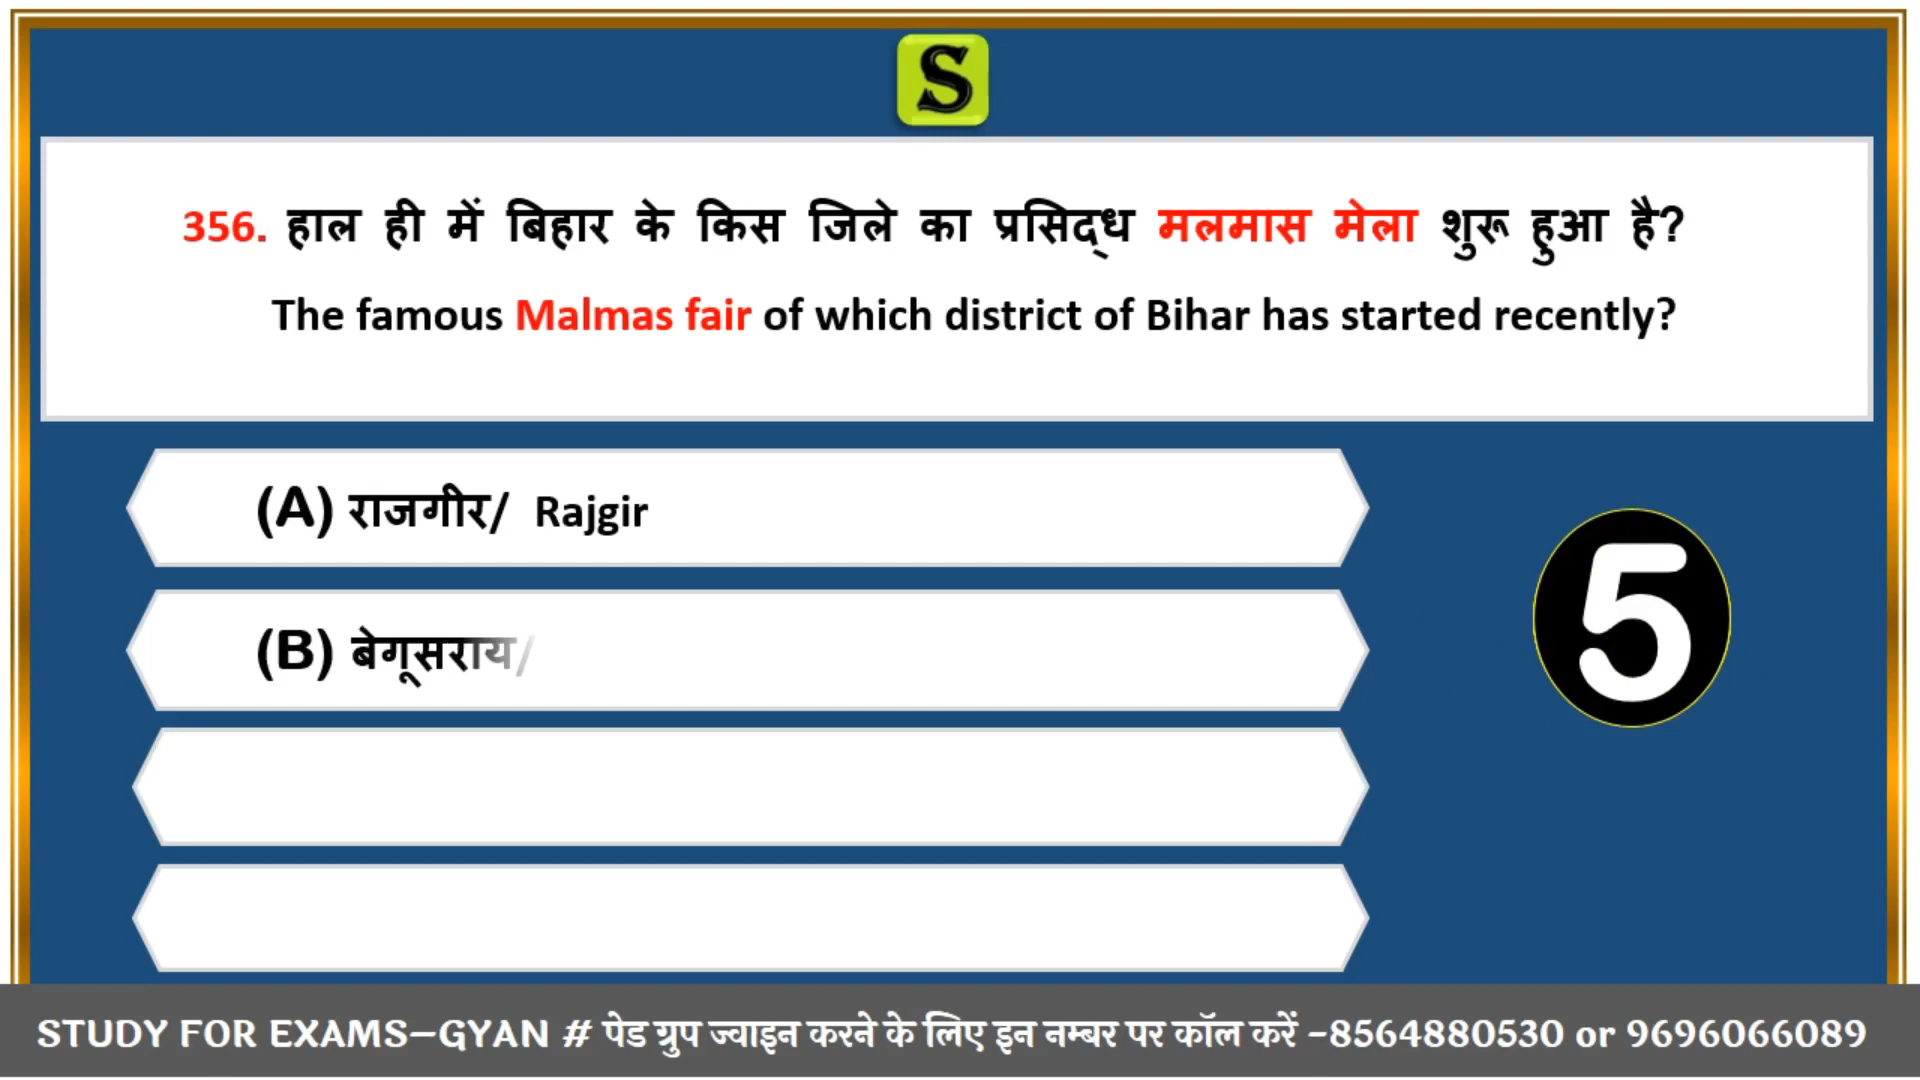 S
356. हाल ही में बिहार के किस जिले का प्रसिद्ध मलमास मेला शुरू हुआ है?
The famous Malmas fair of which district of Bihar has started recently?
(A) राजगीर/ Rajgir
(B) बेगूसराय/
5
STUDY FOR EXAMS–GYAN # पेड ग्रुप ज्वाइन करने के लिए इन नम्बर पर कॉल करें -8564880530 or 9696066089